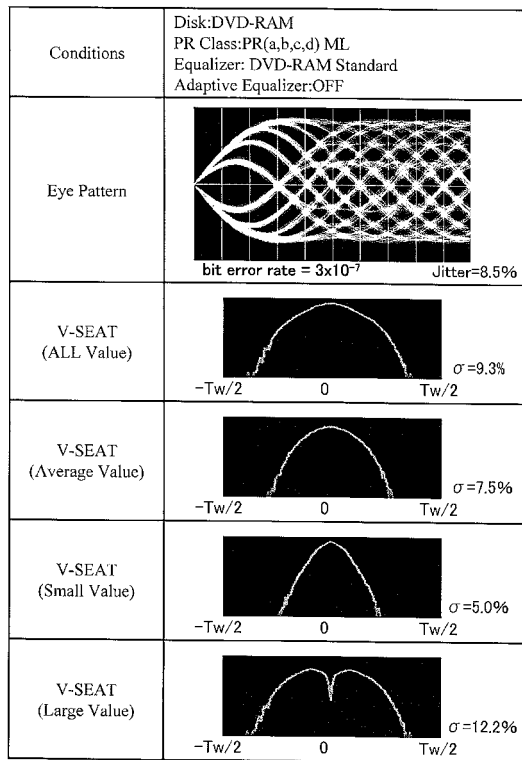 Conditions
Disk:DVD-RAM
PR Class:PR(a,b,c,d) ML
Equalizer: DVD-RAM Standard
Adaptive Equalizer:OFF
Eye Pattern
bit error rate = 3x10⁻⁷
Jitter=8.5%
V-SEAT
(ALL Value)
σ=9.3%
-Tw/2 0 Tw/2
V-SEAT
(Average Value)
σ=7.5%
-Tw/2 0 Tw/2
V-SEAT
(Small Value)
σ=5.0%
-Tw/2 0 Tw/2
V-SEAT
(Large Value)
σ=12.2%
-Tw/2 0 Tw/2